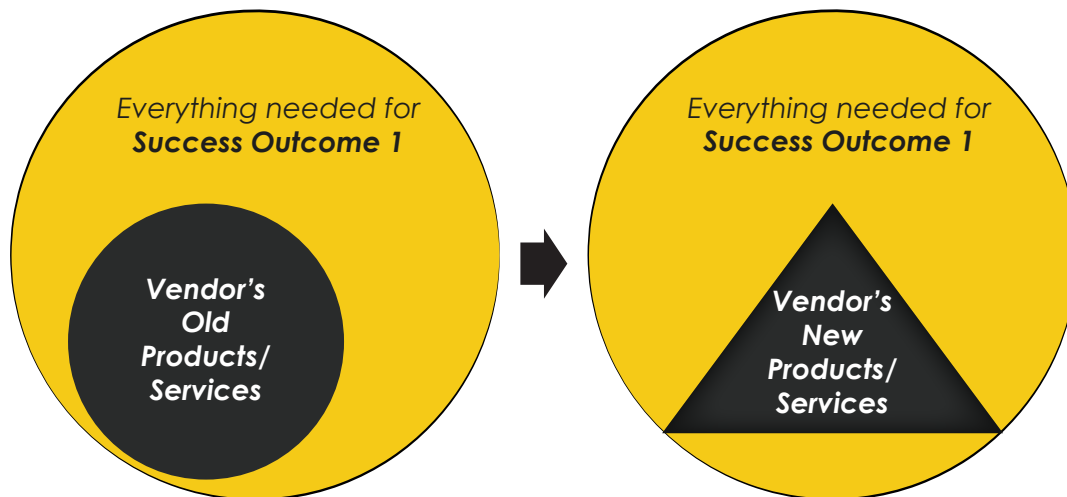 Everything needed for
Success Outcome 1
Vendor's
Old
Products/
Services
Everything needed for
Success Outcome 1
Vendor's
New
Products/
Services